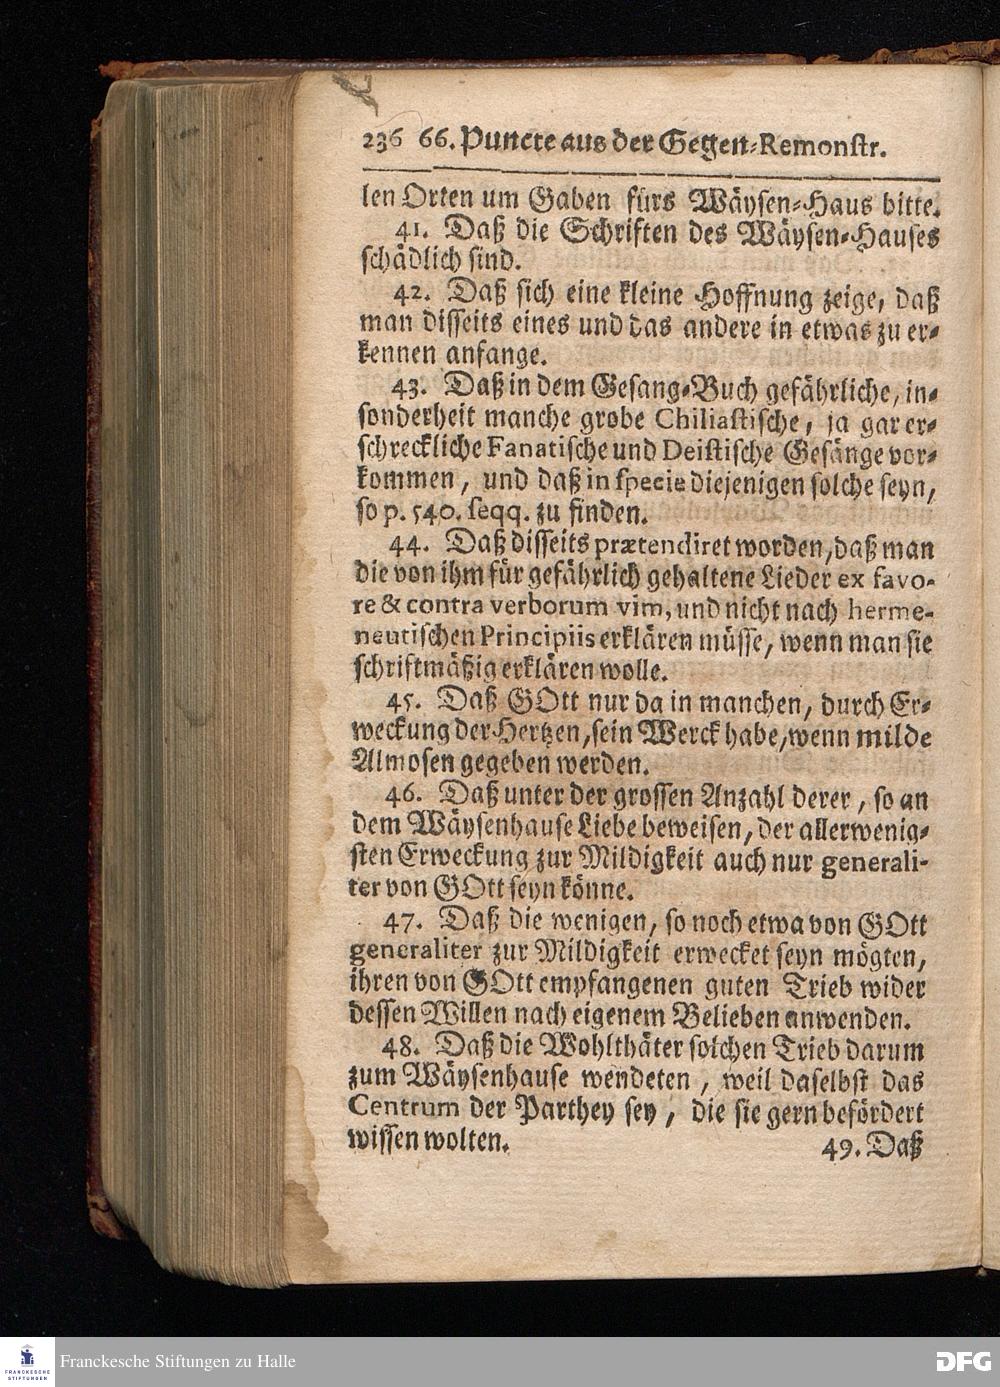 236 66. Puncte aus der Gegen-Remonstr.
len Orten um Gaben fürs Wäysen-Haus bitte.
41. Daß die Schriften des Wäysen-Hauses
schädlich sind.
42. Daß sich eine kleine Hoffnung zeige, daß
man disseits eines und das andere in etwas zu er-
kennen anfange.
43. Daß in dem Gesang-Buch gefährliche, in-
sonderheit manche grobe Chiliastische, ja gar er-
schreckliche Fanatische und Deistische Gesänge vor-
kommen, und daß in specie diejenigen solche seyn,
so p. 540. seqq. zu finden.
44. Daß disseits prætendiret worden, daß man
die von ihm für gefährlich gehaltene Lieder ex favo-
re & contra verborum vim, und nicht nach herme-
neutischen Principiis erklären müsse, wenn man sie
schriftmäßig erklären wolle.
45. Daß GOtt nur da in manchen, durch Er-
weckung der Hertzen, sein Werck habe, wenn milde
Almosen gegeben werden.
46. Daß unter der grossen Anzahl derer, so an
dem Wäysenhause Liebe beweisen, der allerwenig-
sten Erweckung zur Mildigkeit auch nur generali-
ter von GOtt seyn könne.
47. Daß die wenigen, so noch etwa von GOtt
generaliter zur Mildigkeit erwecket seyn mögten,
ihren von GOtt empfangenen guten Trieb wider
dessen Willen nach eigenem Belieben anwenden.
48. Daß die Wohlthäter solchen Trieb darum
zum Wäysenhause wendeten, weil daselbst das
Centrum der Parthey sey, die sie gern befördert
wissen wolten. 49. Daß
FRANCKESCHE
STIFTUNGEN
Franckesche Stiftungen zu Halle
DFG